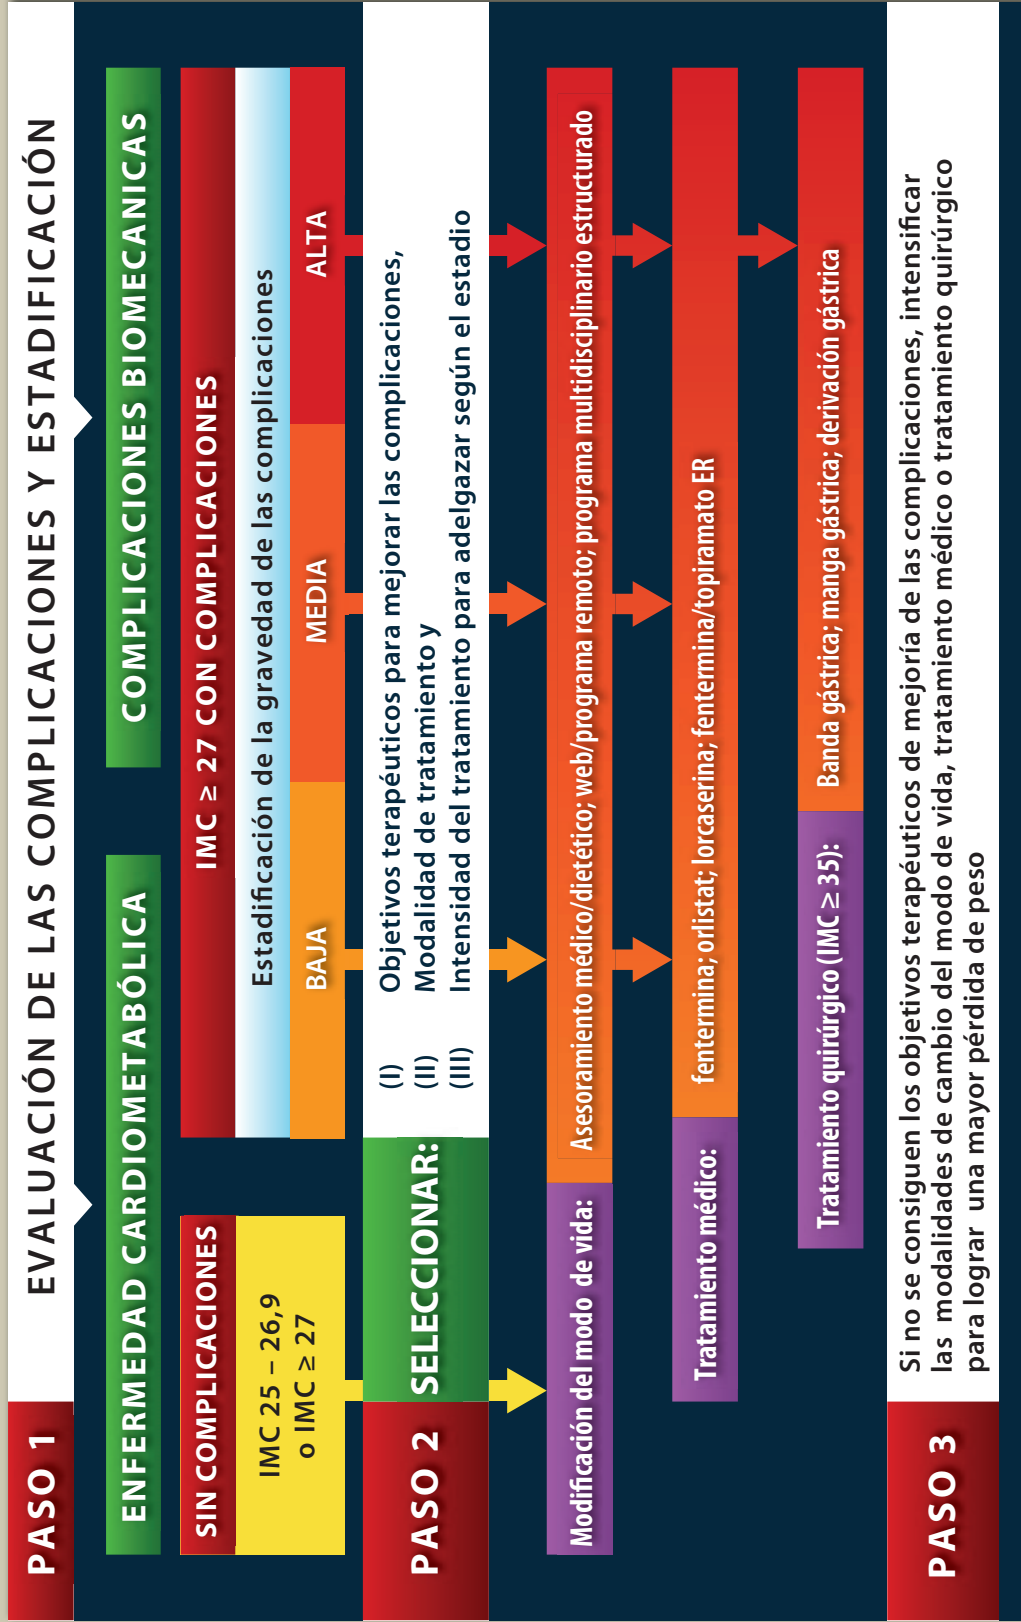 PASO 1
EVALUACIÓN DE LAS COMPLICACIONES Y ESTADIFICACIÓN
ENFERMEDAD CARDIOMETABÓLICA
COMPLICACIONES BIOMECANICAS
SIN COMPLICACIONES
IMC 25 – 26,9
o IMC ≥ 27
IMC ≥ 27 CON COMPLICACIONES
Estadificación de la gravedad de las complicaciones
BAJA
MEDIA
ALTA
PASO 2
SELECCIONAR:
(I) Objetivos terapéuticos para mejorar las complicaciones,
(II) Modalidad de tratamiento y
(III) Intensidad del tratamiento para adelgazar según el estadio
Modificación del modo de vida:
Asesoramiento médico/dietético; web/programa remoto; programa multidisciplinario estructurado
Tratamiento médico:
fentermina; orlistat; lorcaserina; fentermina/topiramato ER
Tratamiento quirúrgico (IMC ≥ 35):
Banda gástrica; manga gástrica; derivación gástrica
PASO 3
Si no se consiguen los objetivos terapéuticos de mejoría de las complicaciones, intensificar
las modalidades de cambio del modo de vida, tratamiento médico o tratamiento quirúrgico
para lograr una mayor pérdida de peso